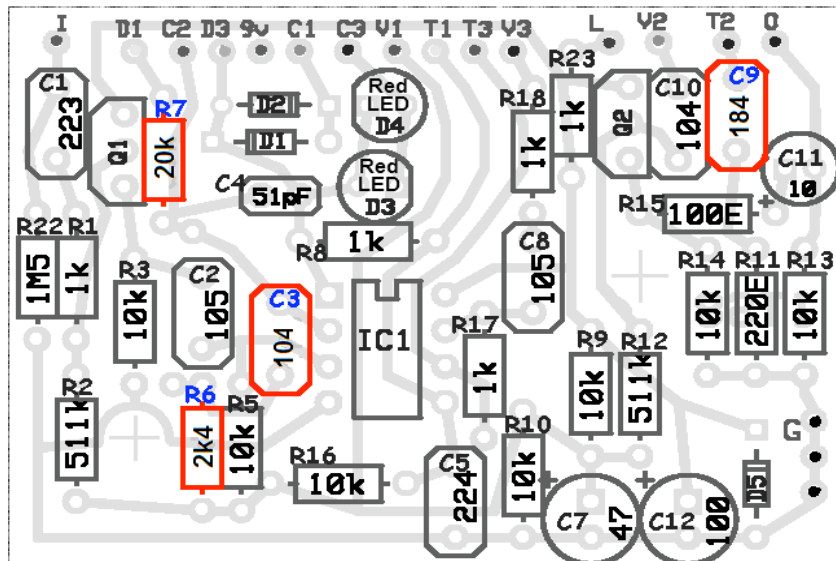 I D1 C2 D3 9v C1 C3 V1 T1 T3 V3 L V2 T2 O
C1
223
Q1
R7
20k
D2
D1
C4
51pF
Red
LED
D4
Red
LED
D3
R8
1k
R18
1k
R23
1k
Q2
C10
104
C9
184
C11
10
R15
100E
+
R22
1M5
R1
1k
R3
10k
C2
105
C3
104
IC1
C8
105
R14
10k
R11
220E
R13
10k
R17
1k
R9
10k
R12
511k
R2
511k
R6
2k4
R5
10k
R16
10k
C5
224
R10
10k
+
C7
47
+
C12
100
D5
G